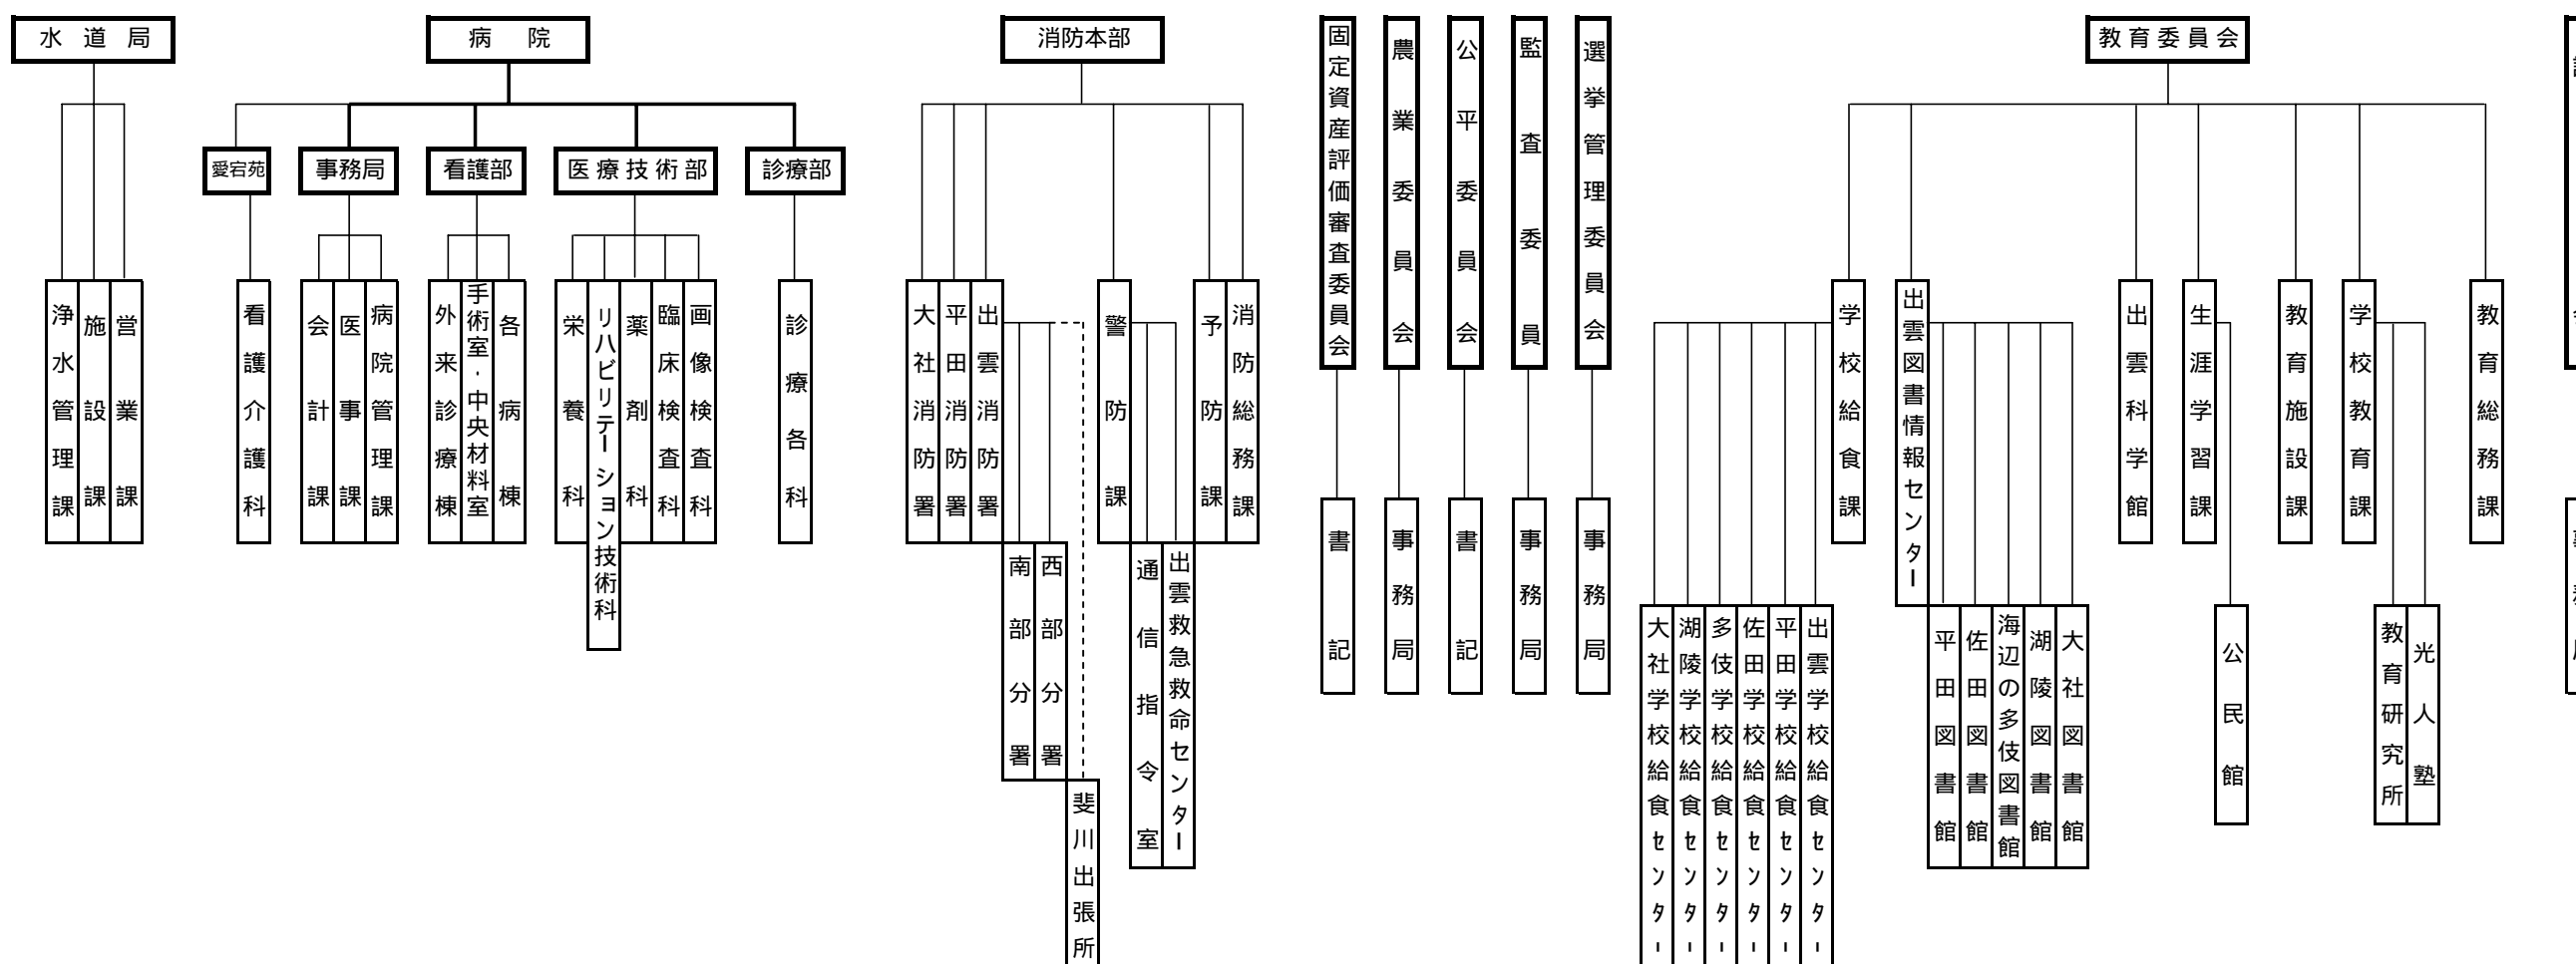 水道局
病院
消防本部
固定資産評価審査委員会
農業委員会
公平委員会
監査委員
選挙管理委員会
教育委員会
愛宕苑
事務局
看護部
医療技術部
診療部
浄水管理課
施設課
営業課
看護介護科
会計課
医事課
病院管理課
外来診療棟
手術室・中央材料室
各病棟
栄養科
リハビリテーション技術科
薬剤科
臨床検査科
画像検査科
診療各科
大社消防署
平田消防署
出雲消防署
警防課
予防課
消防総務課
学校給食課
出雲図書情報センター
出雲科学館
生涯学習課
教育施設課
学校教育課
教育総務課
書記
事務局
書記
事務局
事務局
南部分署
西部分署
斐川出張所
通信指令室
出雲救急救命センター
大社学校給食センター
湖陵学校給食センター
多伎学校給食センター
佐田学校給食センター
平田学校給食センター
出雲学校給食センター
平田図書館
佐田図書館
海辺の多伎図書館
湖陵図書館
大社図書館
公民館
教育研究所
光人塾